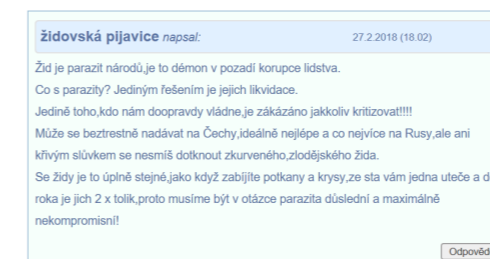 židovská pijavice napsal: 27.2.2018 (18.02)
Žid je parazit národů,je to démon v pozadí korupce lidstva.
Co s parazity? Jediným řešením je jejich likvidace.
Jedině toho,kdo nám doopravdy vládne,je zákázáno jakkoliv kritizovat!!!!
Může se beztrestně nadávat na Čechy,ideálně nejlépe a co nejvíce na Rusy,ale ani
křivým slůvkem se nesmíš dotknout zkurveného,zlodějského žida.
Se židy je to úplně stejné,jako když zabíjíte potkany a krysy,ze sta vám jedna uteče a d
roka je jich 2 x tolik,proto musíme být v otázce parazita důslední a maximálně
nekompromisní!
Odpověd